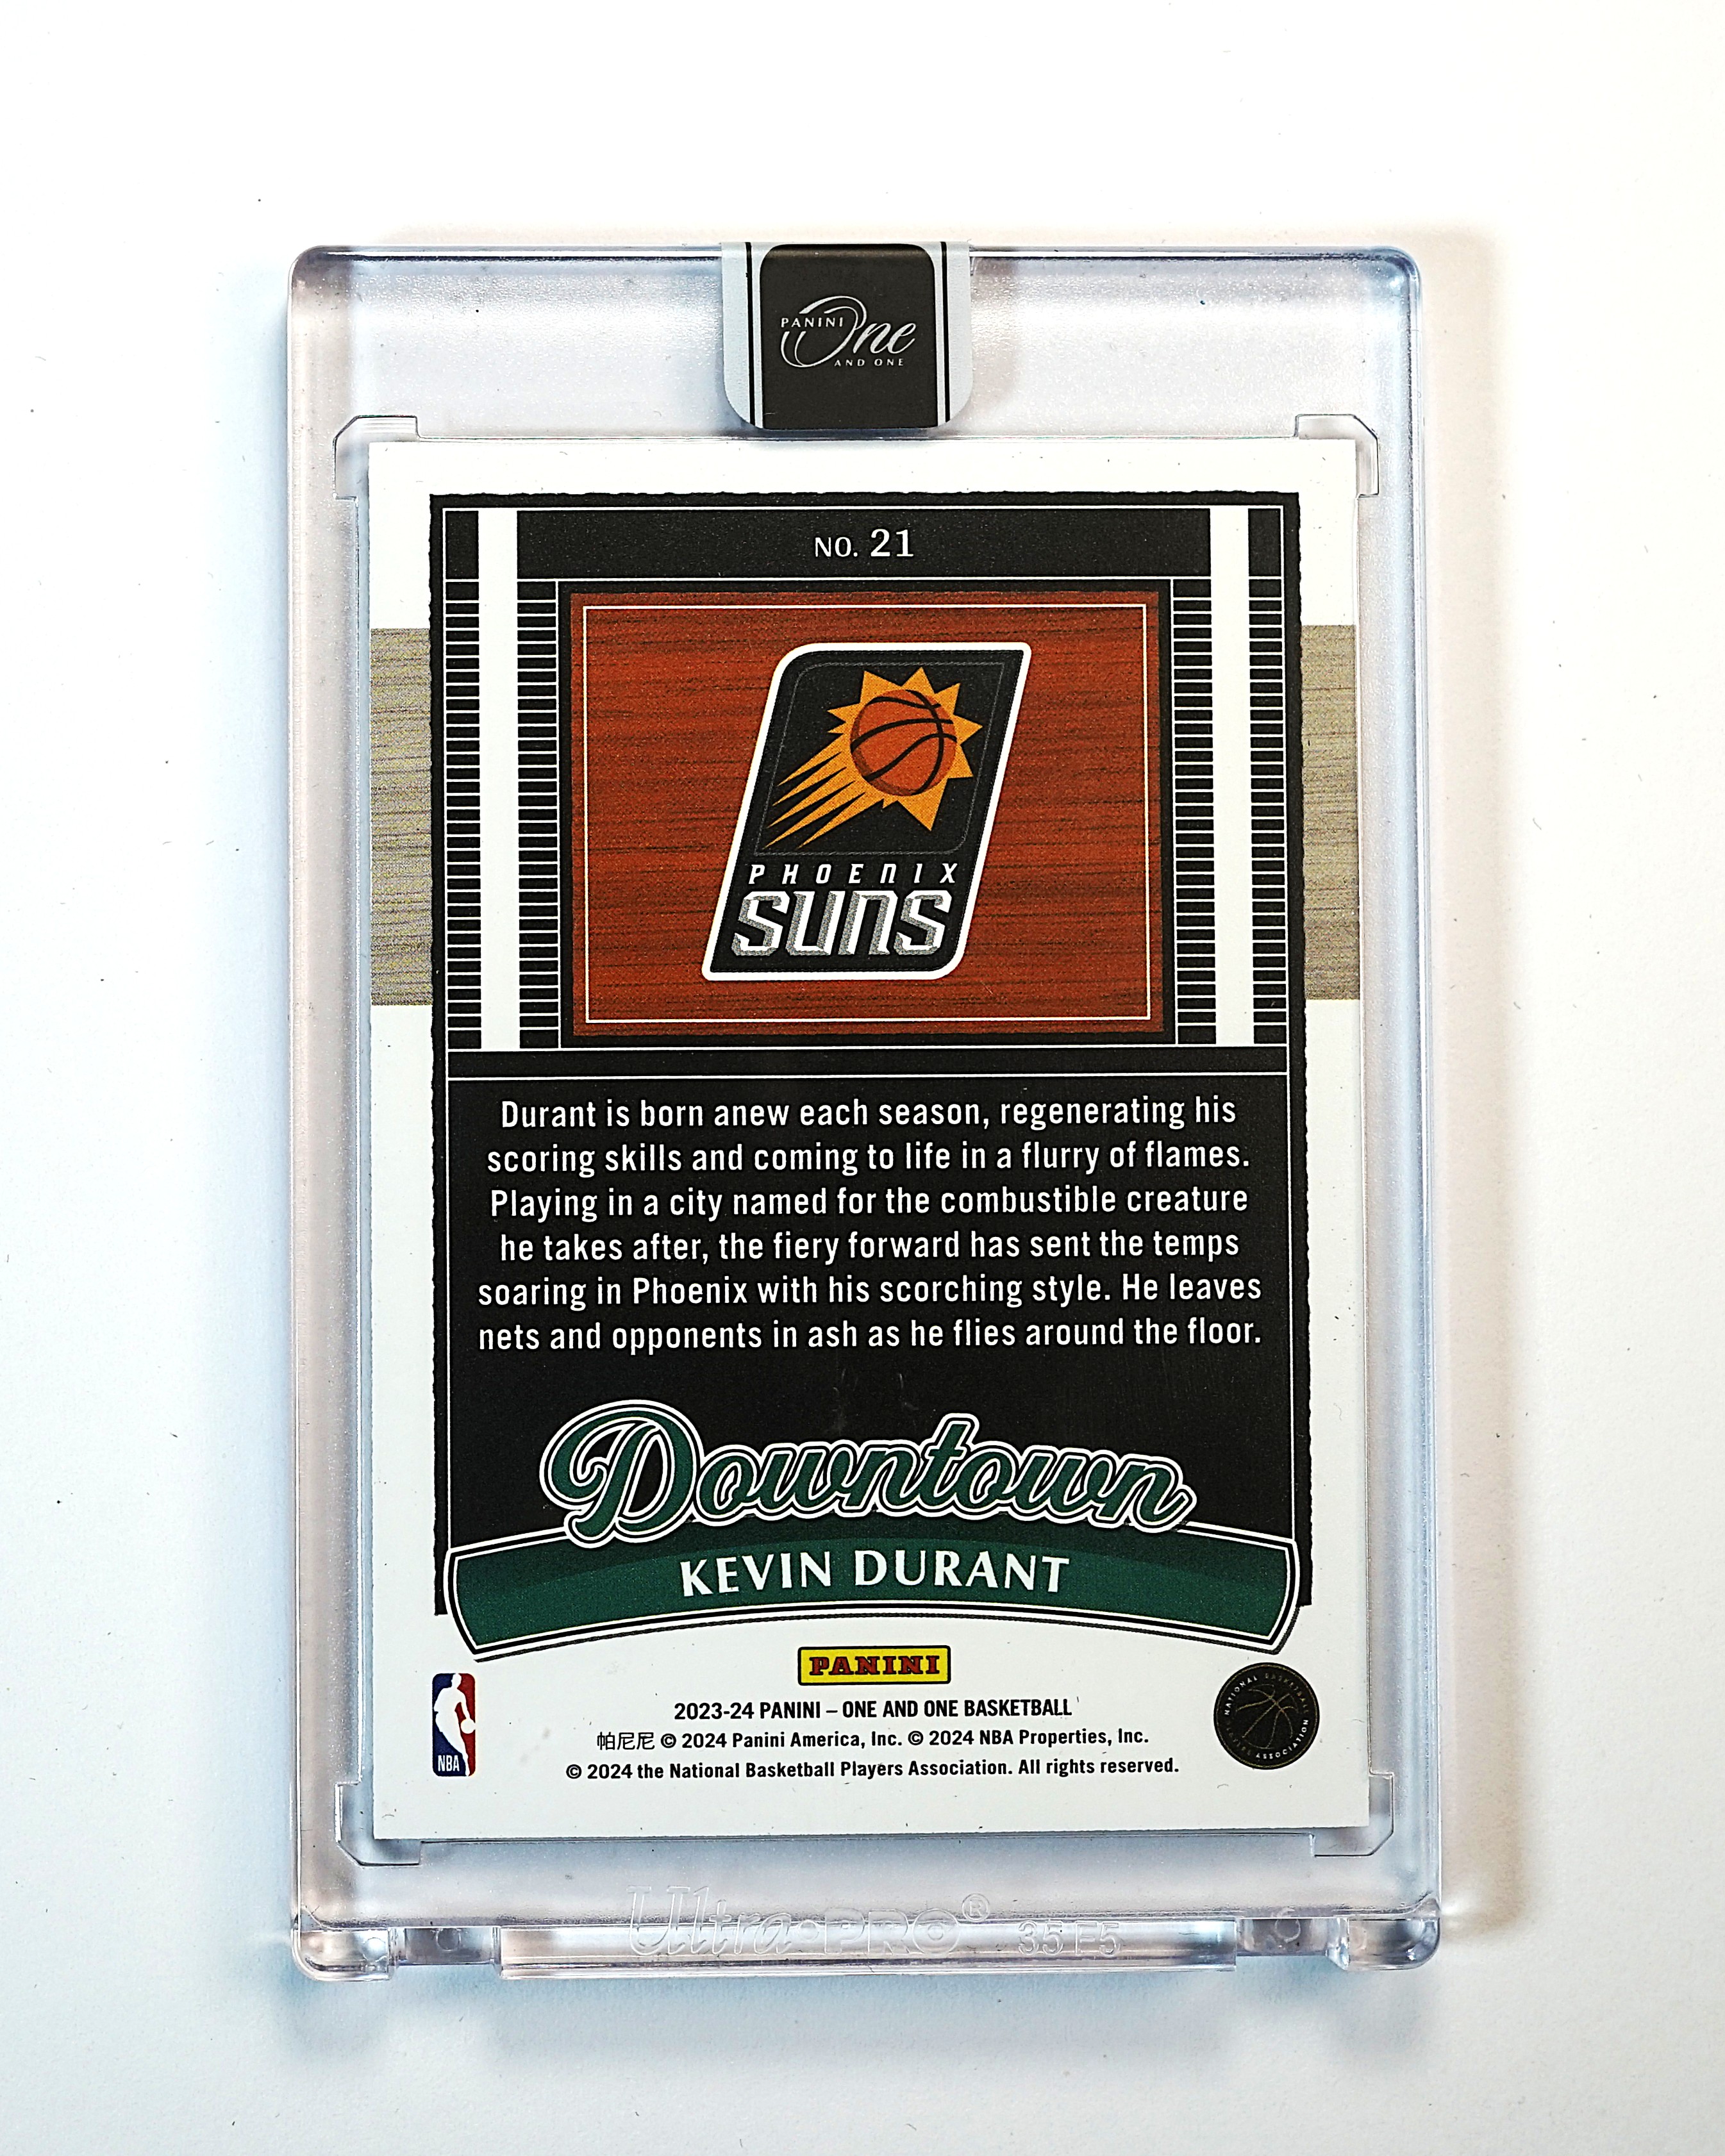 PANINI
One
AND ONE
NO. 21
PHOENIX
SUNS
Durant is born anew each season, regenerating his
scoring skills and coming to life in a flurry of flames.
Playing in a city named for the combustible creature
he takes after, the fiery forward has sent the temps
soaring in Phoenix with his scorching style. He leaves
nets and opponents in ash as he flies around the floor.
Downtown
KEVIN DURANT
PANINI
2023-24 PANINI – ONE AND ONE BASKETBALL
帕尼尼 © 2024 Panini America, Inc. © 2024 NBA Properties, Inc.
© 2024 the National Basketball Players Association. All rights reserved.
NBA
NATIONAL BASKETBALL
PLAYERS ASSOCIATION
Ultra•PRO® 35 E5